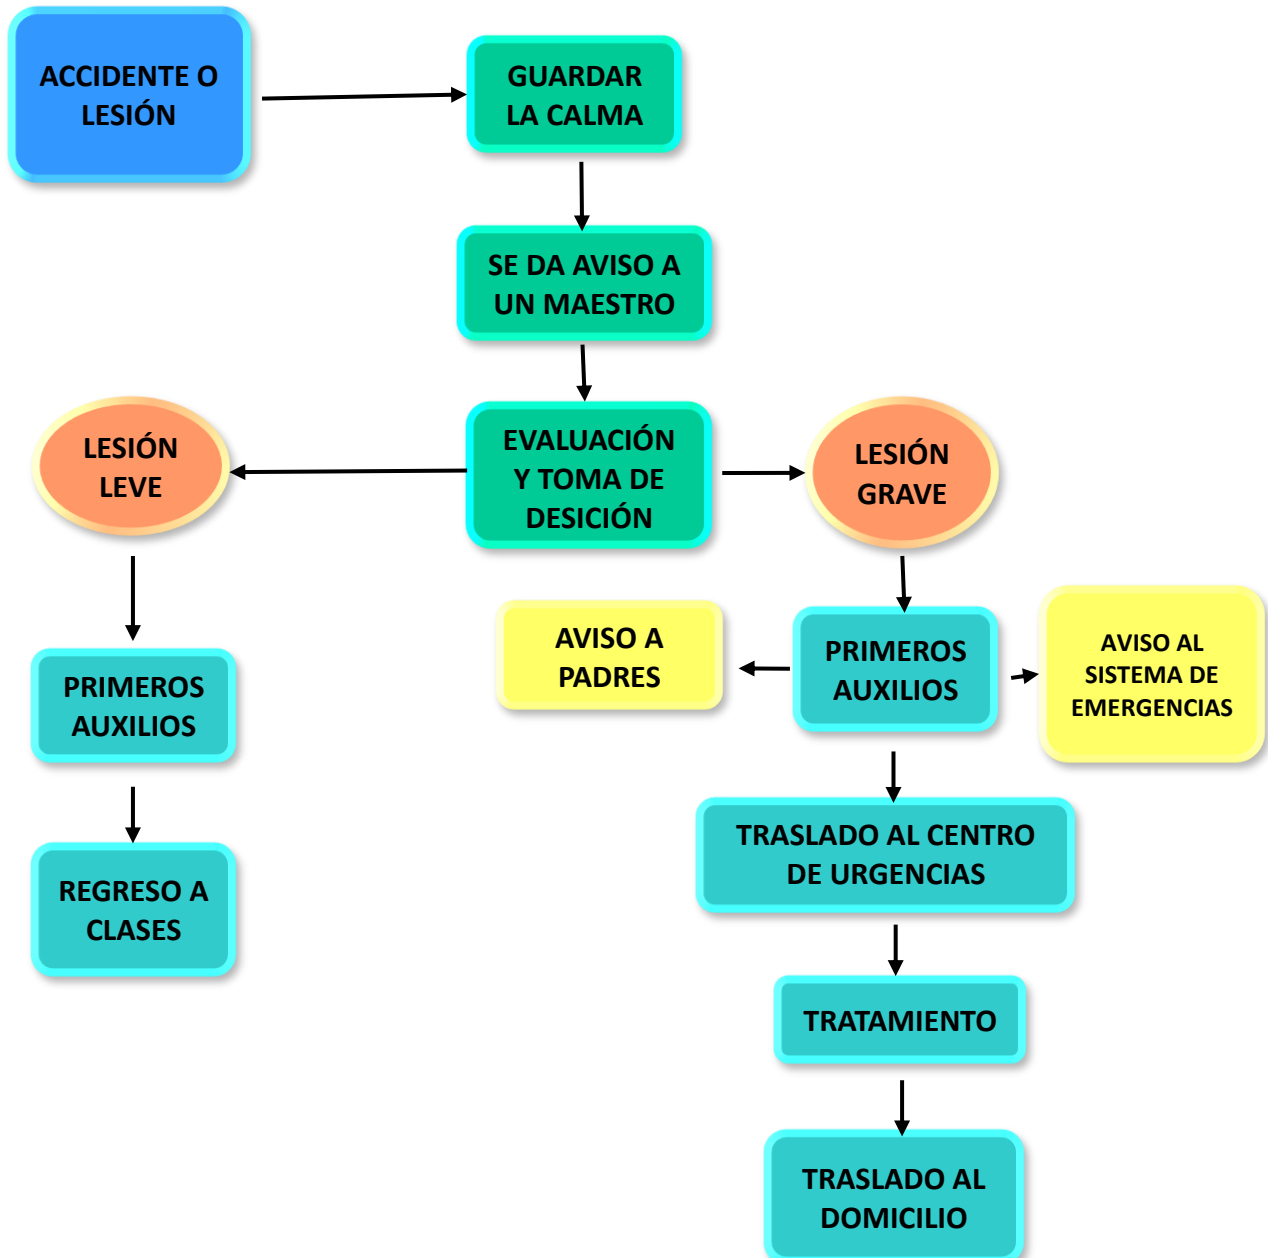 ACCIDENTE O
LESIÓN
GUARDAR
LA CALMA
SE DA AVISO A
UN MAESTRO
EVALUACIÓN
Y TOMA DE
DESICIÓN
LESIÓN
LEVE
LESIÓN
GRAVE
PRIMEROS
AUXILIOS
REGRESO A
CLASES
AVISO A
PADRES
PRIMEROS
AUXILIOS
AVISO AL
SISTEMA DE
EMERGENCIAS
TRASLADO AL CENTRO
DE URGENCIAS
TRATAMIENTO
TRASLADO AL
DOMICILIO